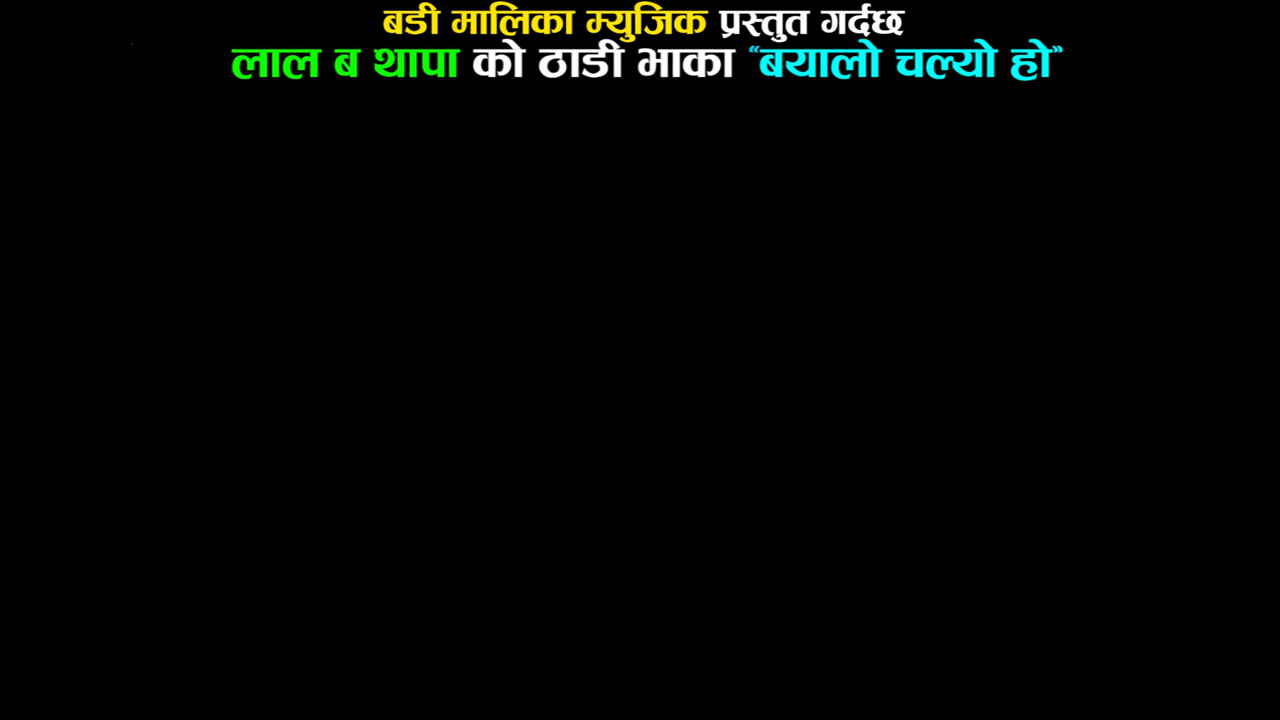 बडी मालिका म्युजिक प्रस्तुत गर्दछ
लाल ब थापा को ठाडी भाका “बयालो चल्यो हो”